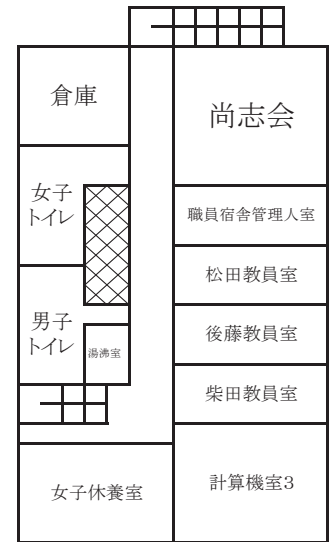 倉庫
尚志会
女子
トイレ
職員宿舎管理人室
松田教員室
男子
トイレ
湯沸室
後藤教員室
柴田教員室
女子休養室
計算機室3